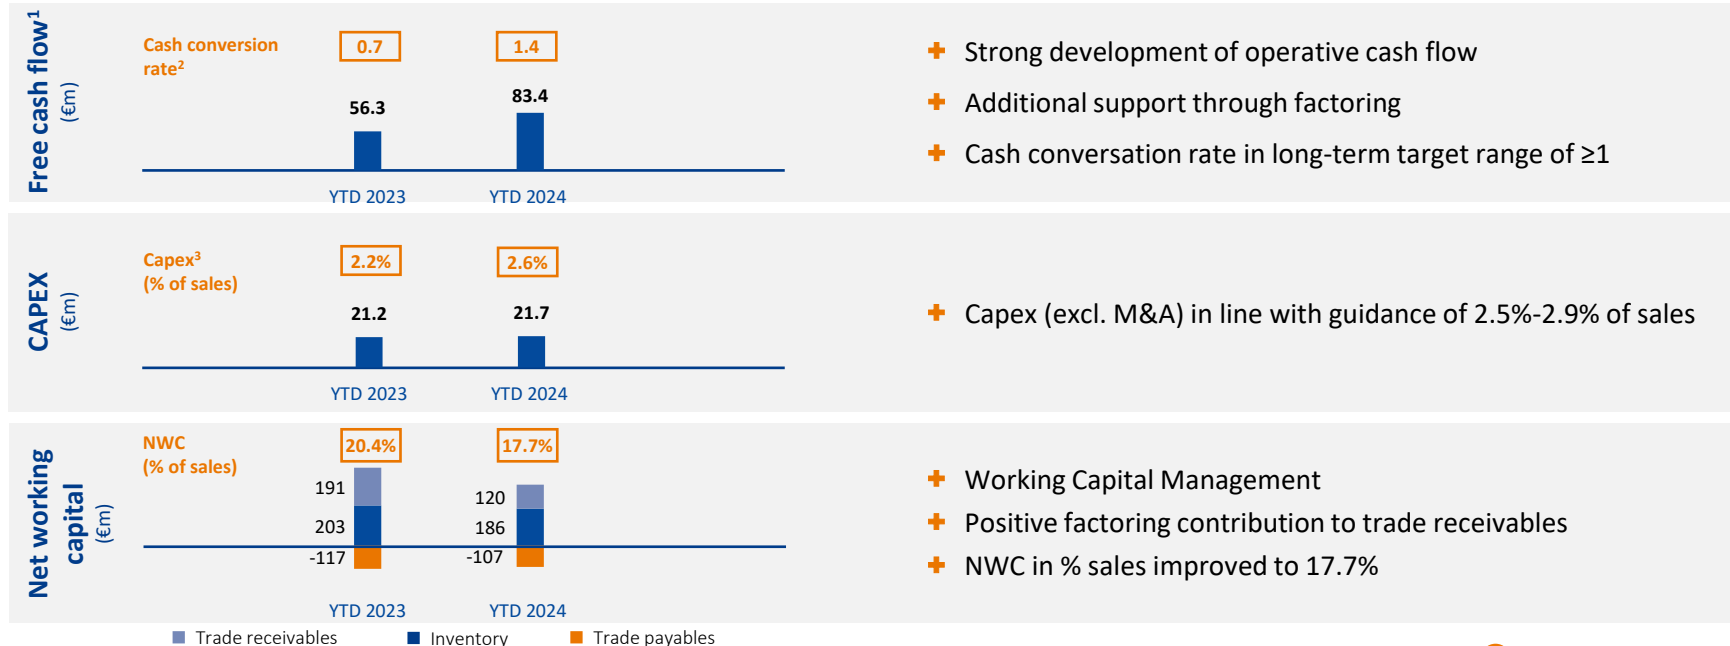 Free cash flow¹
(€m)
Cash conversion
rate²
0.7
1.4
56.3
83.4
YTD 2023
YTD 2024
Strong development of operative cash flow
Additional support through factoring
Cash conversation rate in long-term target range of ≥1
CAPEX
(€m)
Capex³
(% of sales)
2.2%
2.6%
21.2
21.7
YTD 2023
YTD 2024
Capex (excl. M&A) in line with guidance of 2.5%-2.9% of sales
Net working
capital
(€m)
NWC
(% of sales)
20.4%
17.7%
191
120
203
186
-117
-107
YTD 2023
YTD 2024
Working Capital Management
Positive factoring contribution to trade receivables
NWC in % sales improved to 17.7%
Trade receivables
Inventory
Trade payables